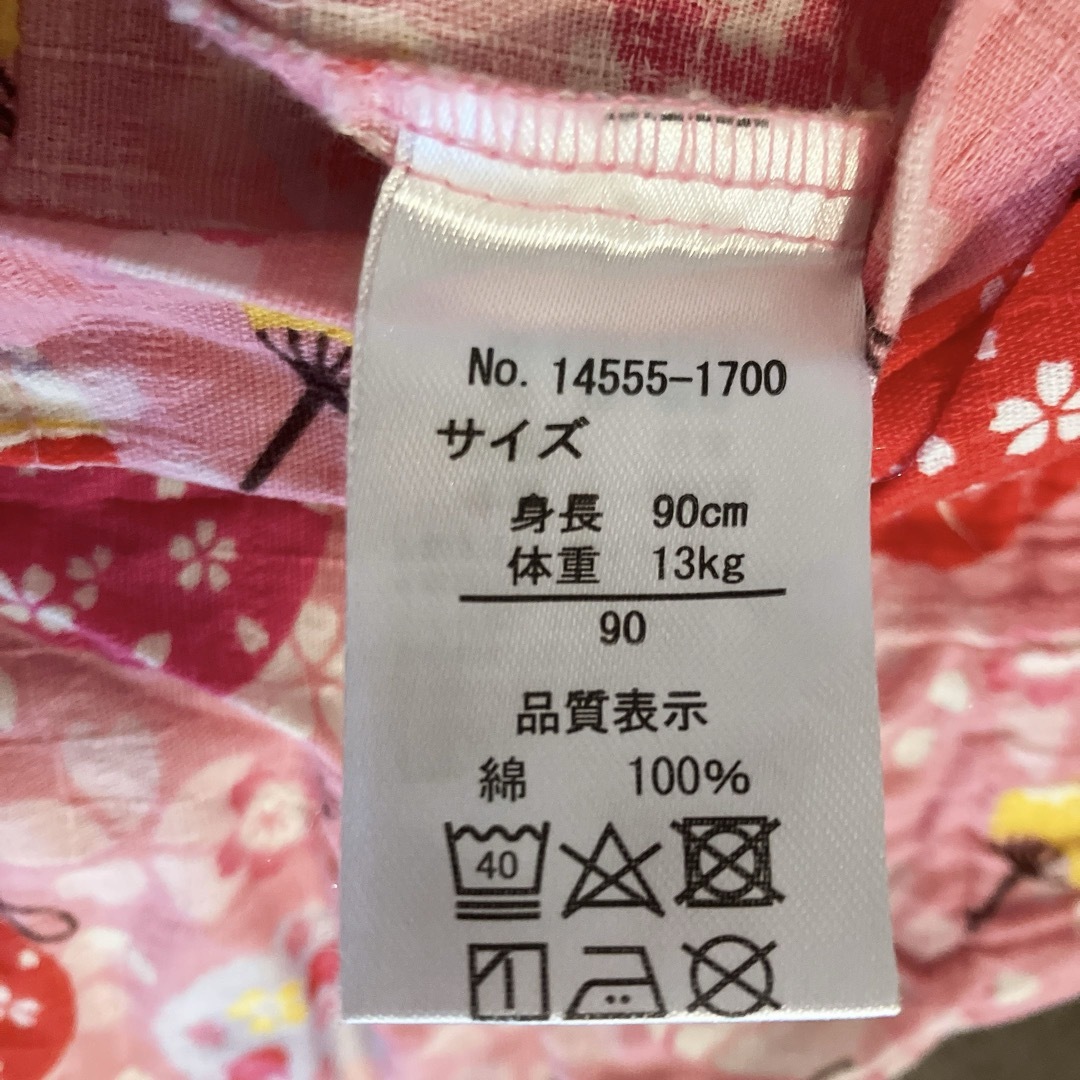 No. 14555-1700
サイズ
身長 90cm
体重 13kg
90
品質表示
綿 100%
40